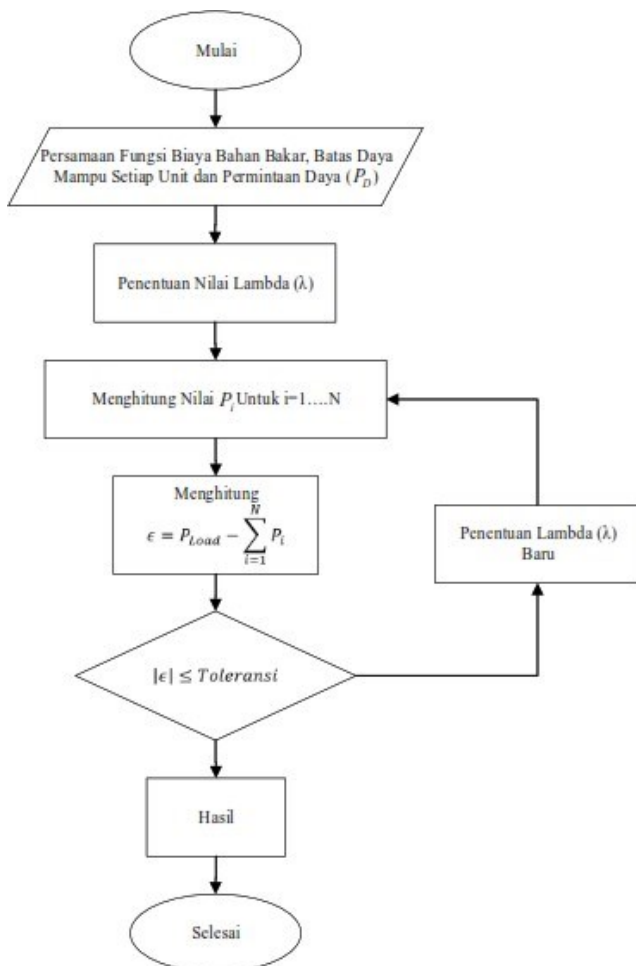 Mulai
Persamaan Fungsi Biaya Bahan Bakar, Batas Daya
Mampu Setiap Unit dan Permintaan Daya (P_D)
Penentuan Nilai Lambda (λ)
Menghitung Nilai P_i Untuk i=1….N
Menghitung
ϵ = P_Load − ∑_{i=1}^{N} P_i
Penentuan Lambda (λ)
Baru
|ϵ| ≤ Toleransi
Hasil
Selesai